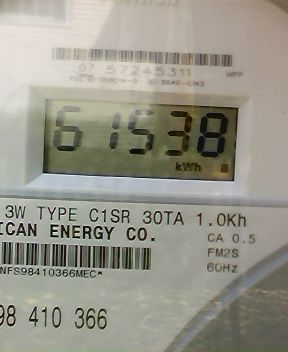 07 57245311
61538
kWh
3W TYPE C1SR 30TA 1.0Kh
ICAN ENERGY CO. CA 0.5
FM2S
NFS98410366MEC* 60Hz
98 410 366